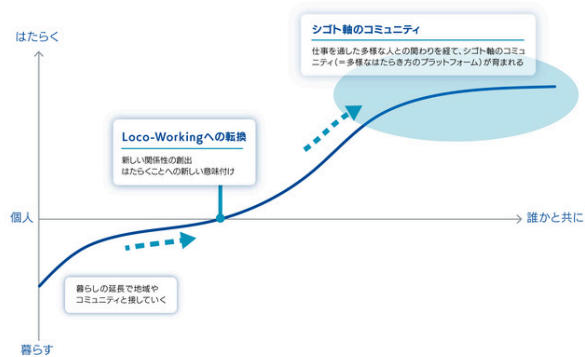 はたらく
シゴト軸のコミュニティ
仕事を通した多様な人との関わりを経て、シゴト軸のコミュ
ニティ(＝多様なはたらき方のプラットフォーム)が育まれる
Loco-Workingへの転換
新しい関係性の創出
はたらくことへの新しい意味付け
個人
誰かと共に
暮らしの延長で地域や
コミュニティと接していく
暮らす